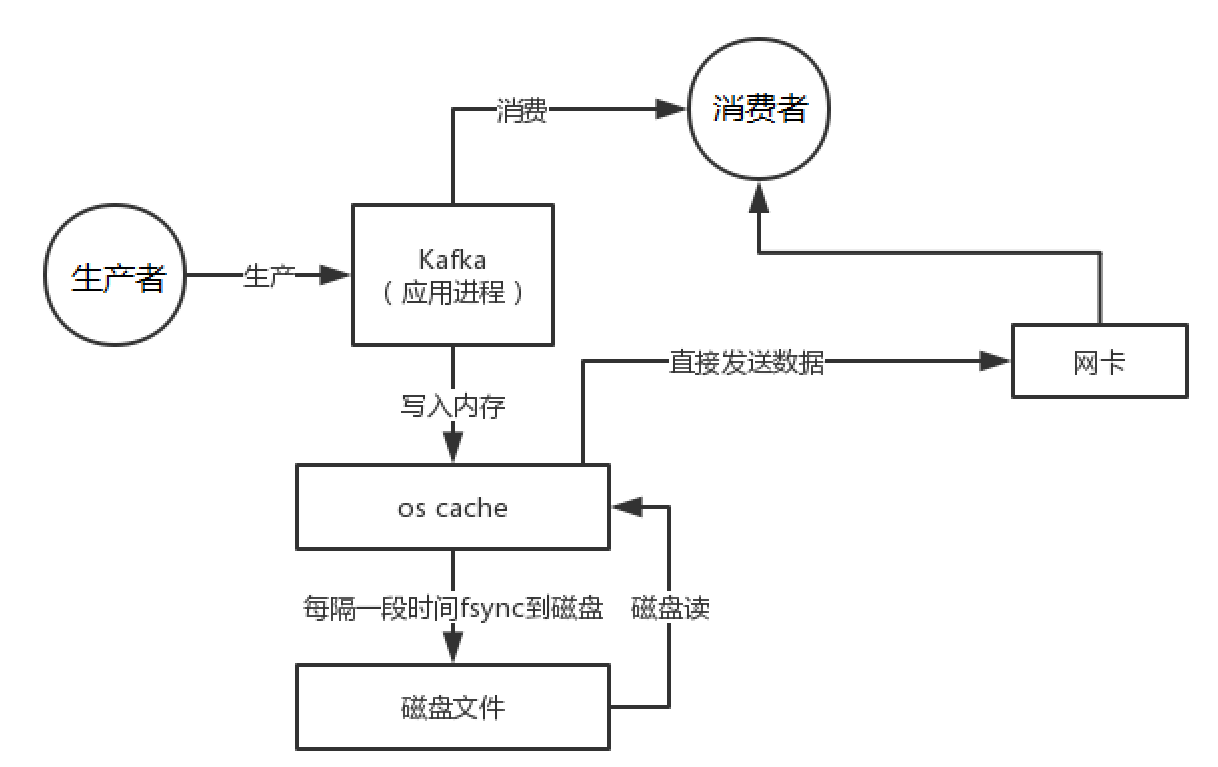 消费
消费者
生产者
生产
Kafka
（应用进程）
直接发送数据
网卡
写入内存
os cache
每隔一段时间fsync到磁盘
磁盘读
磁盘文件